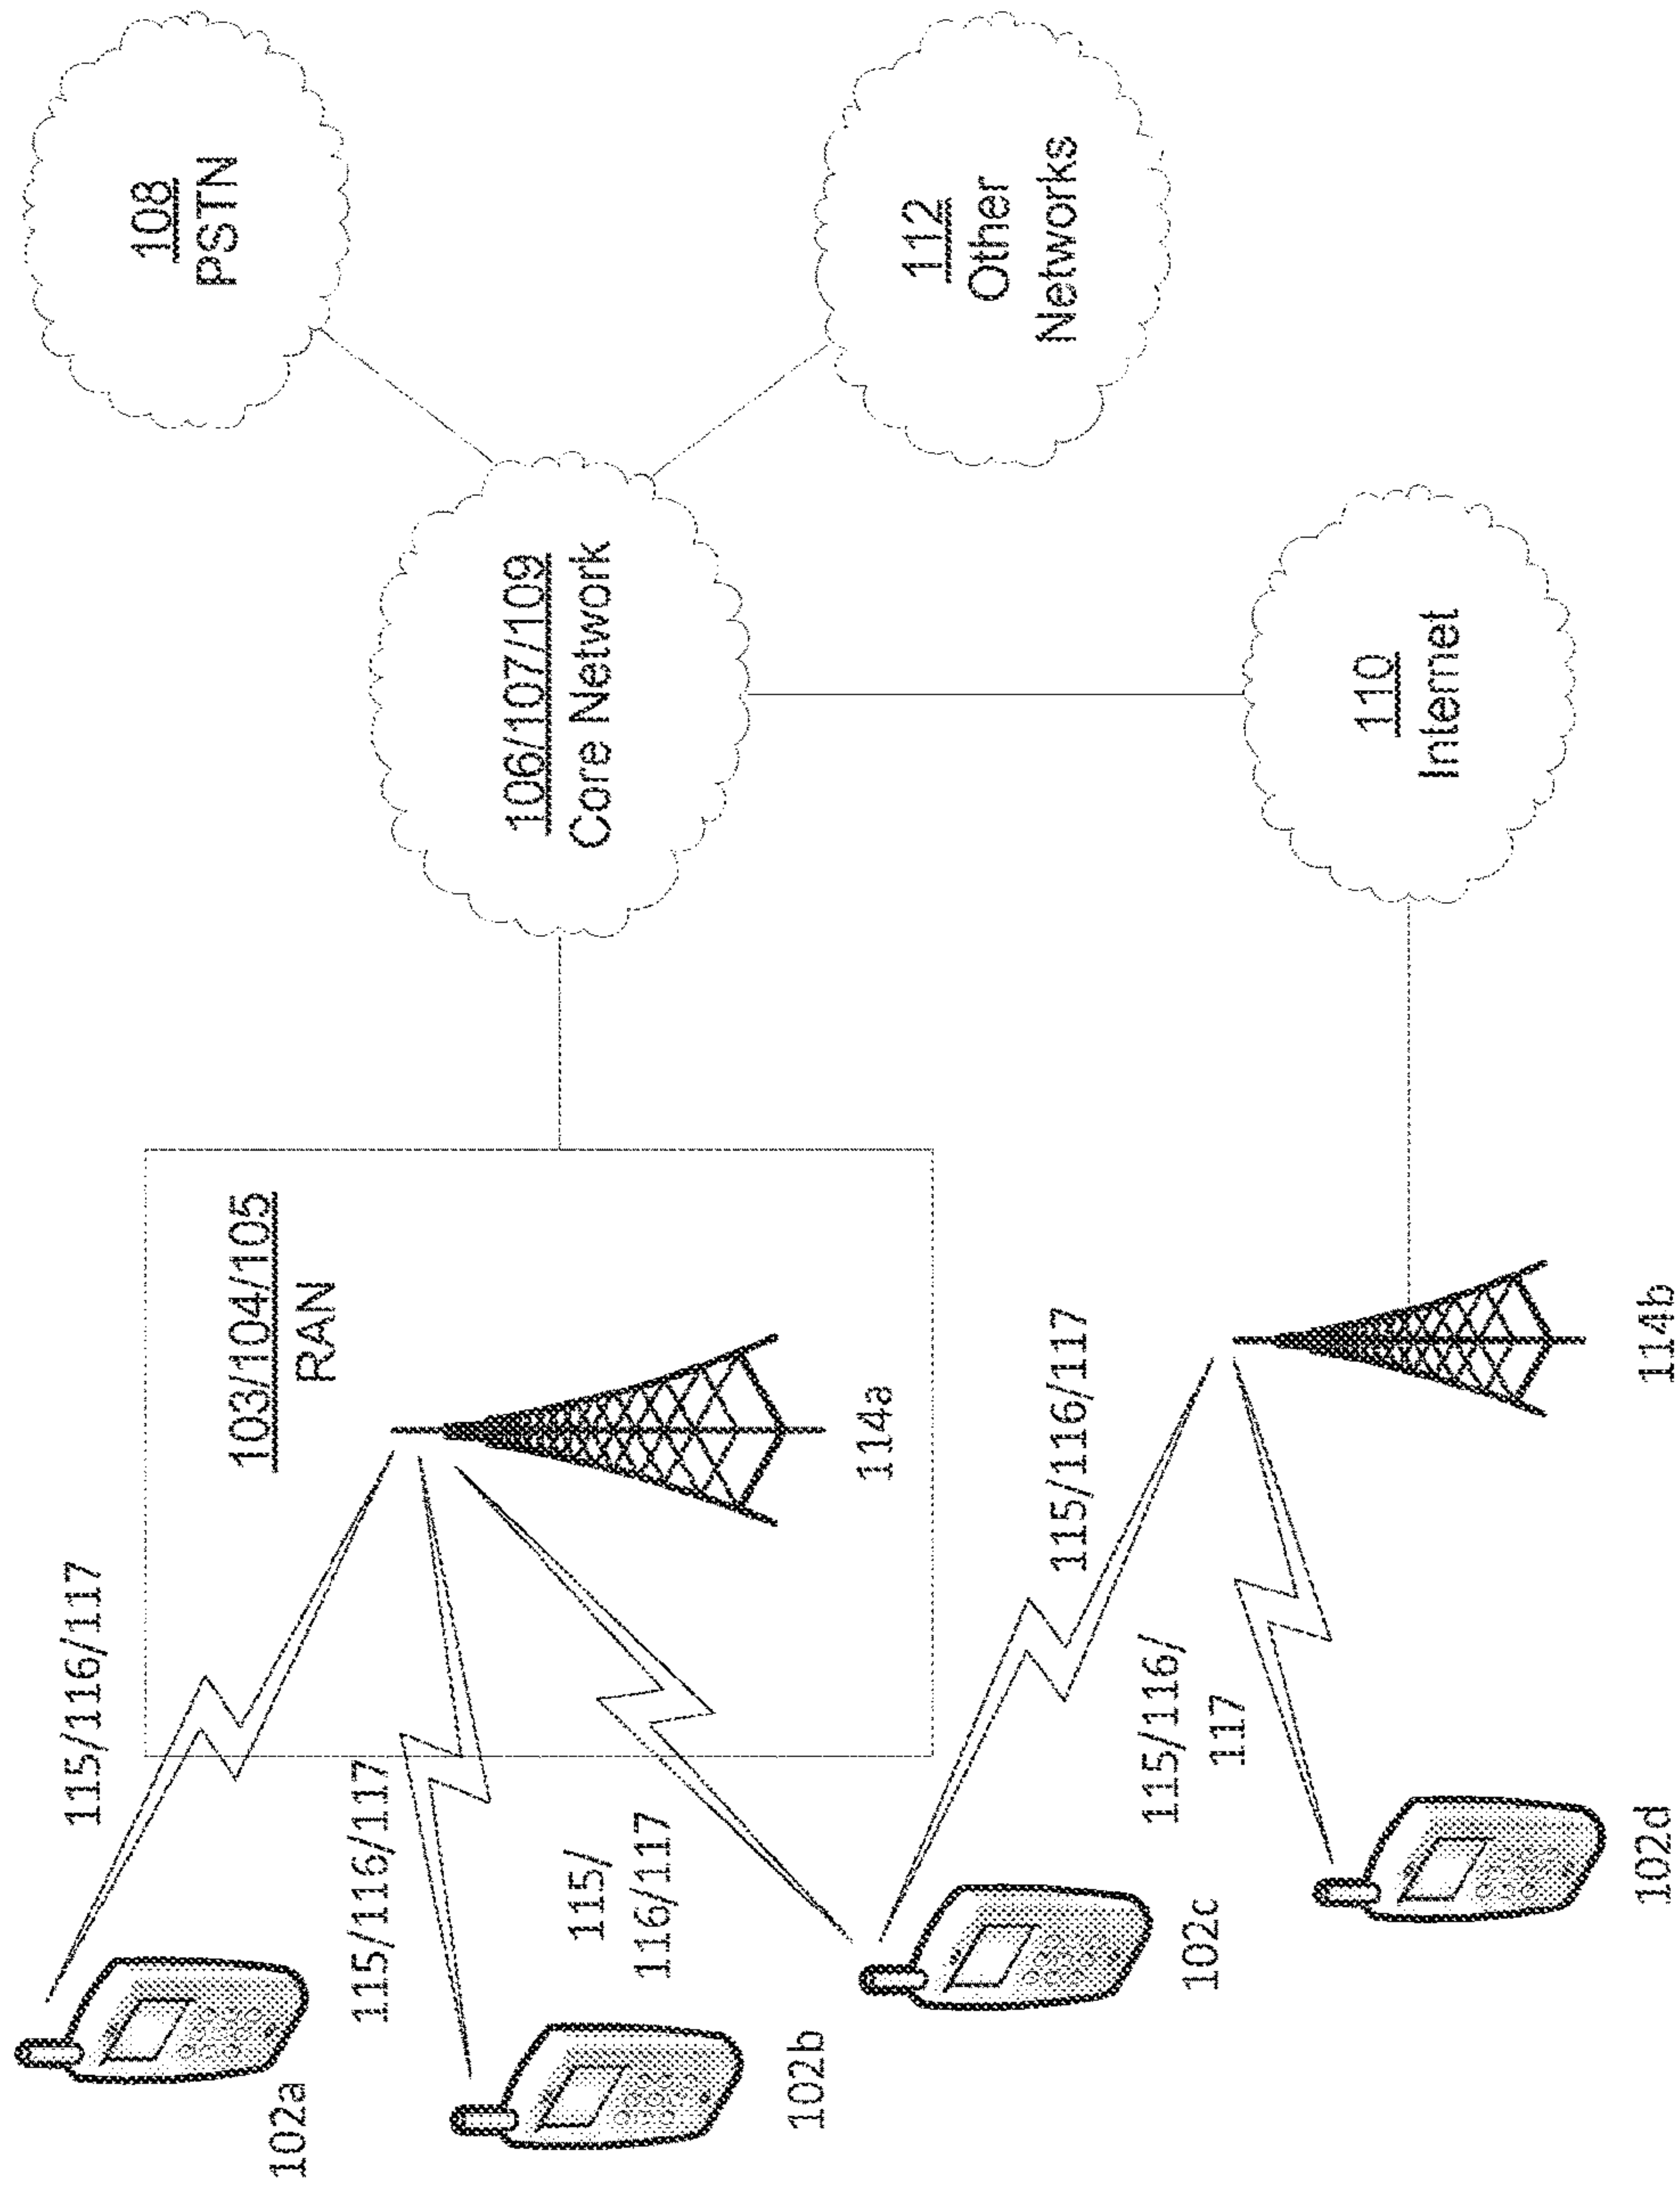 102a
115/116/117
103/104/105
RAN
108
PSTN
115/116/117
102b
115/
116/117
114a
106/107/109
Core Network
112
Other
Networks
102c
115/116/117
115/116/
117
102d
114b
110
Internet